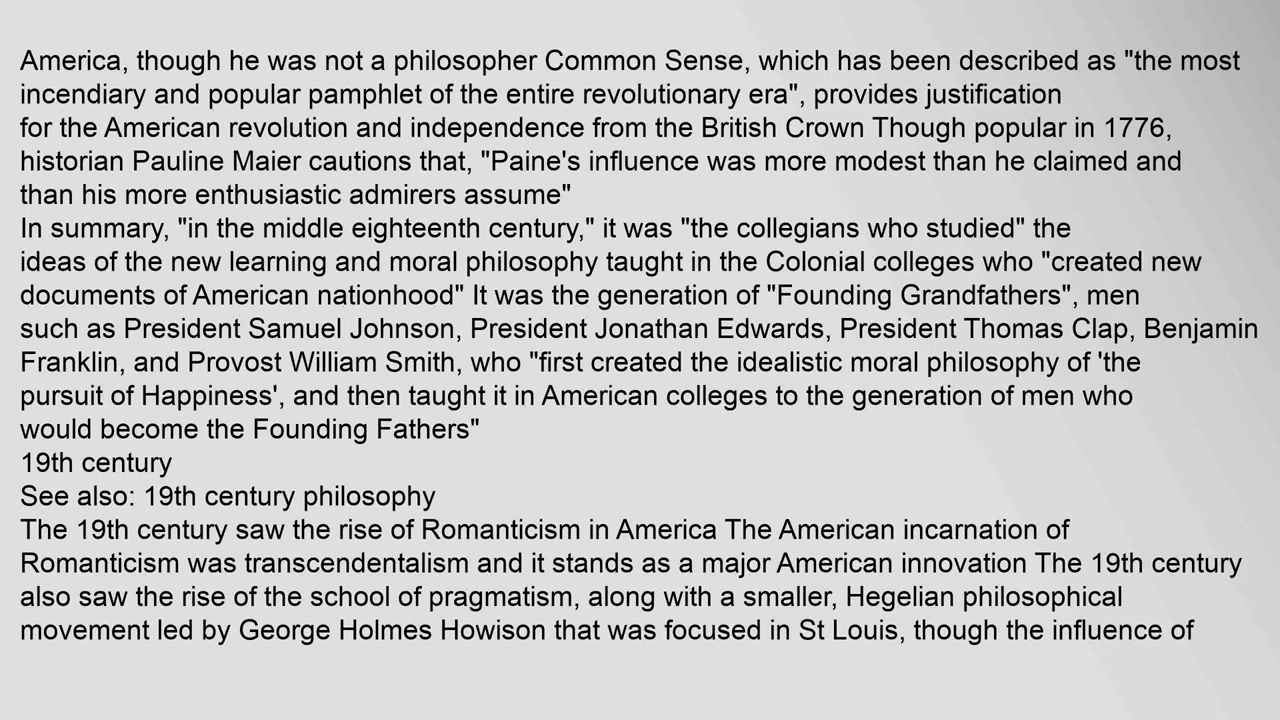 America, though he was not a philosopher Common Sense, which has been described as "the most
incendiary and popular pamphlet of the entire revolutionary era", provides justification
for the American revolution and independence from the British Crown Though popular in 1776,
historian Pauline Maier cautions that, "Paine's influence was more modest than he claimed and
than his more enthusiastic admirers assume"
In summary, "in the middle eighteenth century," it was "the collegians who studied" the
ideas of the new learning and moral philosophy taught in the Colonial colleges who "created new
documents of American nationhood" It was the generation of "Founding Grandfathers", men
such as President Samuel Johnson, President Jonathan Edwards, President Thomas Clap, Benjamin
Franklin, and Provost William Smith, who "first created the idealistic moral philosophy of 'the
pursuit of Happiness', and then taught it in American colleges to the generation of men who
would become the Founding Fathers"
19th century
See also: 19th century philosophy
The 19th century saw the rise of Romanticism in America The American incarnation of
Romanticism was transcendentalism and it stands as a major American innovation The 19th century
also saw the rise of the school of pragmatism, along with a smaller, Hegelian philosophical
movement led by George Holmes Howison that was focused in St Louis, though the influence of